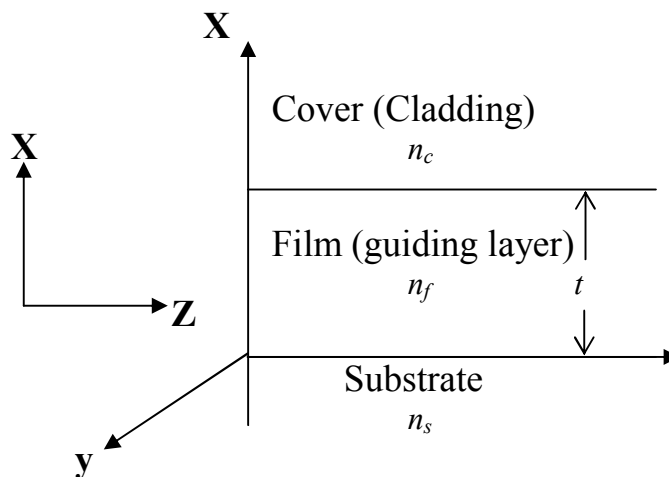 X
Cover (Cladding)
n_c
X
Film (guiding layer)
n_f
t
Z
Substrate
n_s
y